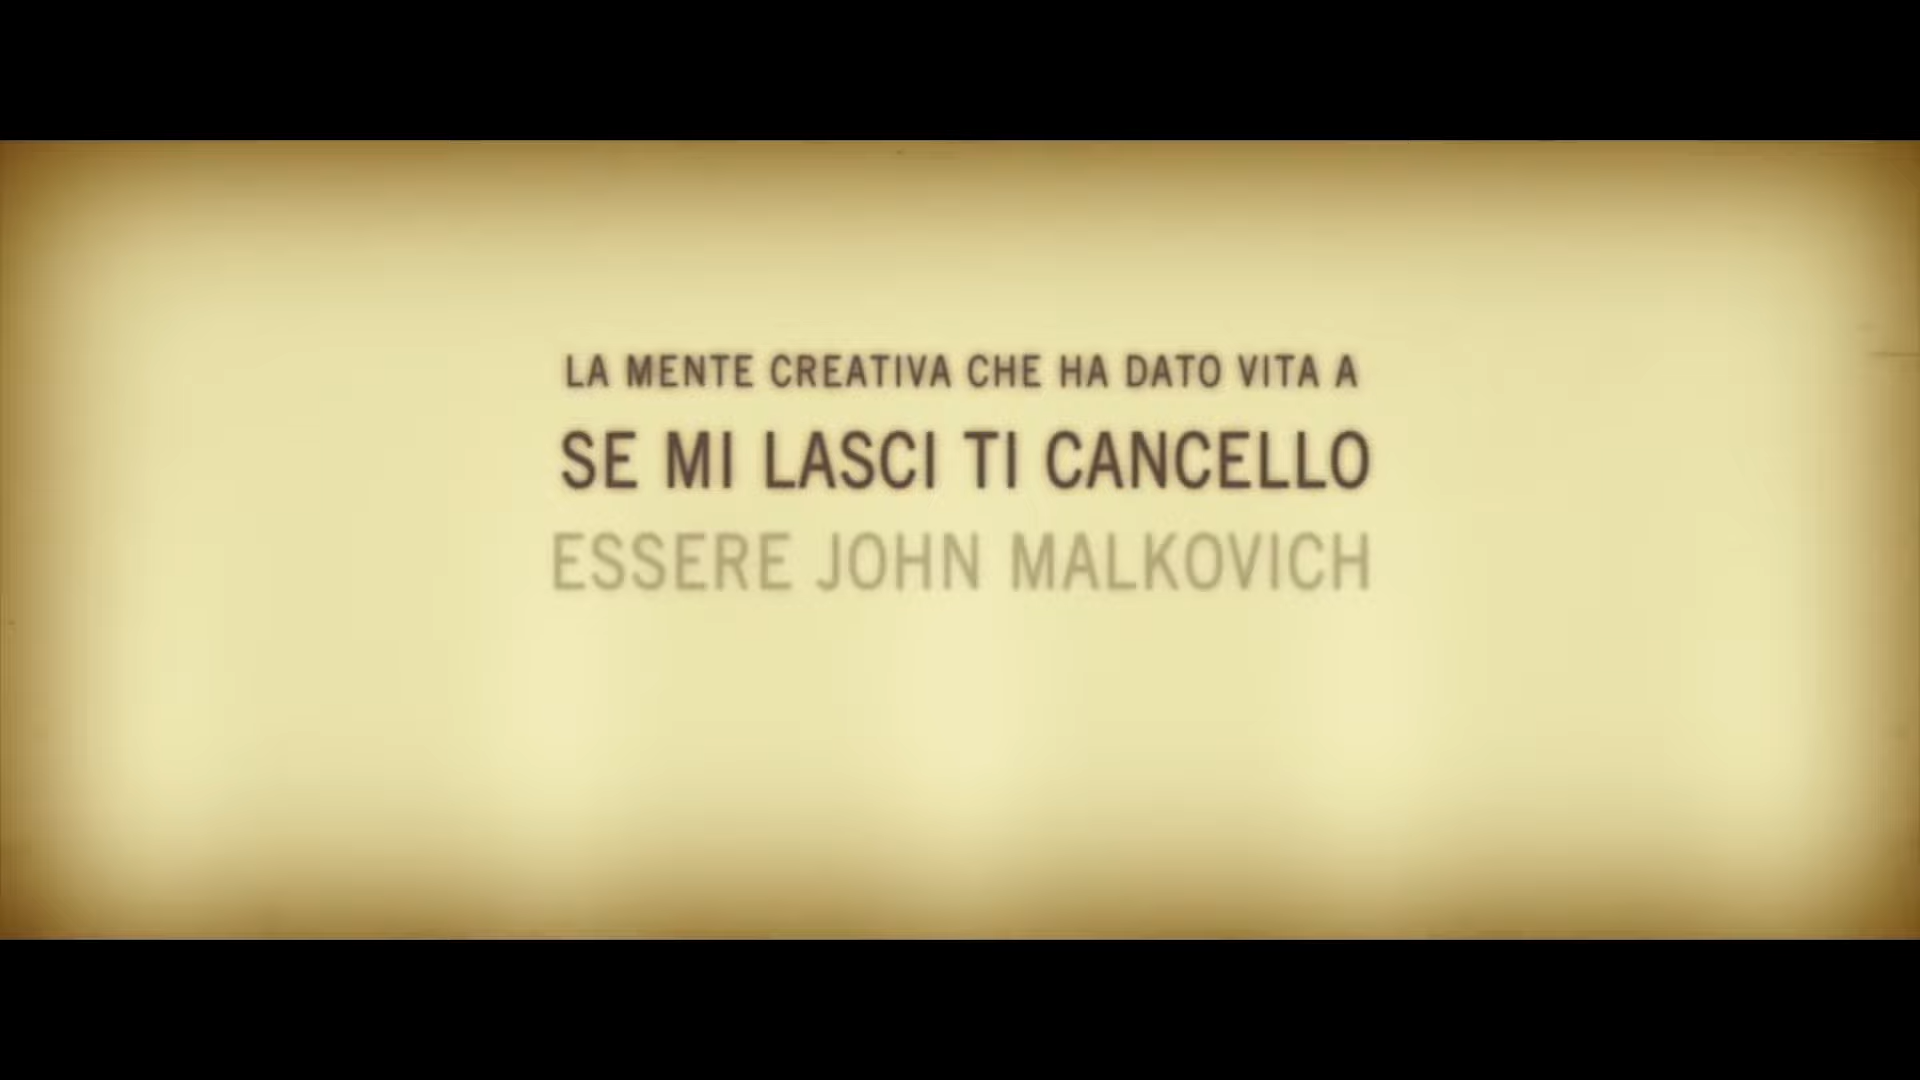 LA MENTE CREATIVA CHE HA DATO VITA A
SE MI LASCI TI CANCELLO
ESSERE JOHN MALKOVICH